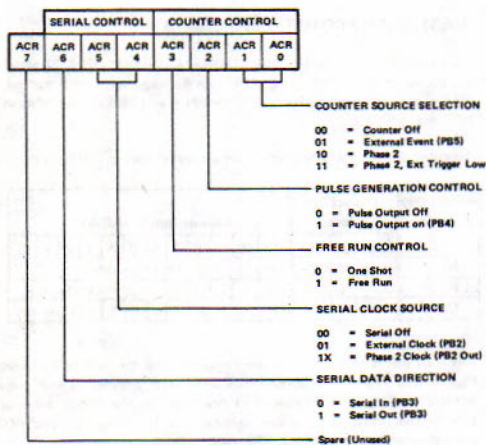 SERIAL CONTROL COUNTER CONTROL
ACR 7 ACR 6 ACR 5 ACR 4 ACR 3 ACR 2 ACR 1 ACR 0
COUNTER SOURCE SELECTION
00 = Counter Off
01 = External Event (PB5)
10 = Phase 2
11 = Phase 2, Ext Trigger Low
PULSE GENERATION CONTROL
0 = Pulse Output Off
1 = Pulse Output on (PB4)
FREE RUN CONTROL
0 = One Shot
1 = Free Run
SERIAL CLOCK SOURCE
00 = Serial Off
01 = External Clock (PB2)
1X = Phase 2 Clock (PB2 Out)
SERIAL DATA DIRECTION
0 = Serial In (PB3)
1 = Serial Out (PB3)
Spare (Unused)